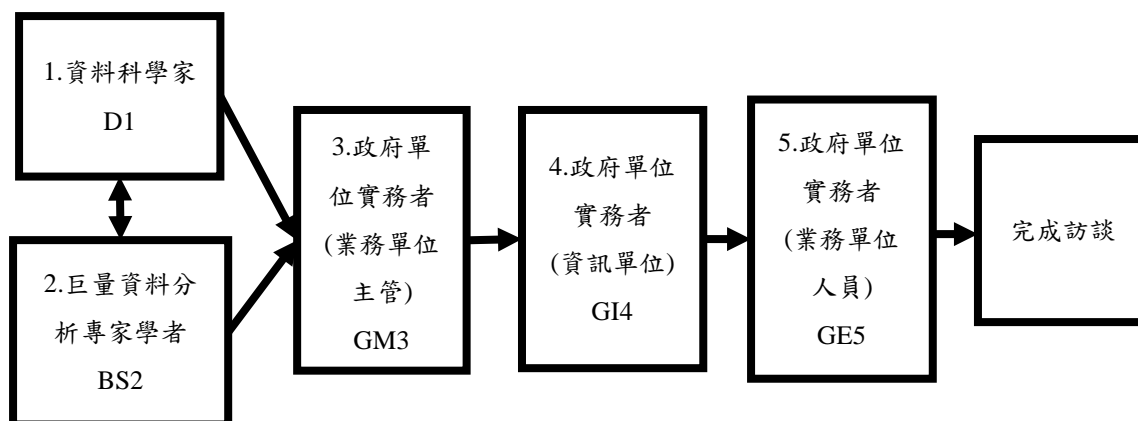 1.資料科學家
D1
2.巨量資料分
析專家學者
BS2
3.政府單
位實務者
(業務單位
主管)
GM3
4.政府單位
實務者
(資訊單位)
GI4
5.政府單位
實務者
(業務單位
人員)
GE5
完成訪談